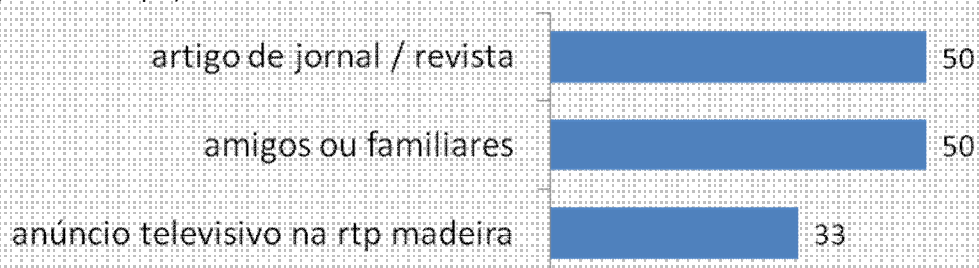 artigo de jornal / revista 50
amigos ou familiares 50
anúncio televisivo na rtp madeira 33